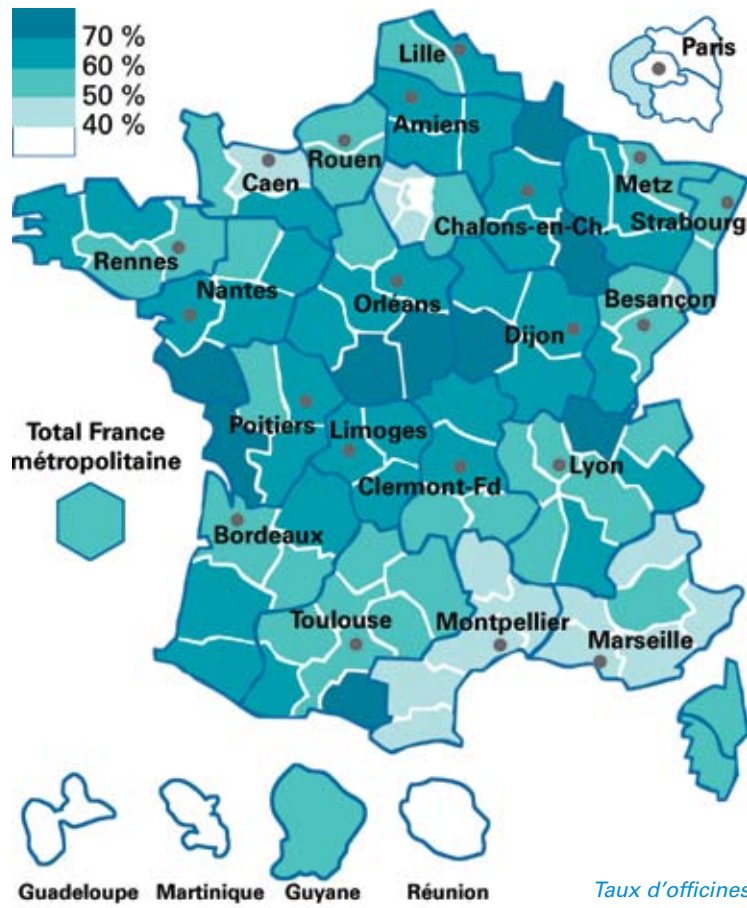 70 %
60 %
50 %
40 %
Lille
Paris
Amiens
Rouen
Caen
Metz
Chalons-en-Ch.
Strabourg
Rennes
Nantes
Orléans
Besançon
Dijon
Poitiers
Limoges
Total France
métropolitaine
Lyon
Clermont-Fd
Bordeaux
Toulouse
Montpellier
Marseille
Guadeloupe
Martinique
Guyane
Réunion
Taux d'officines